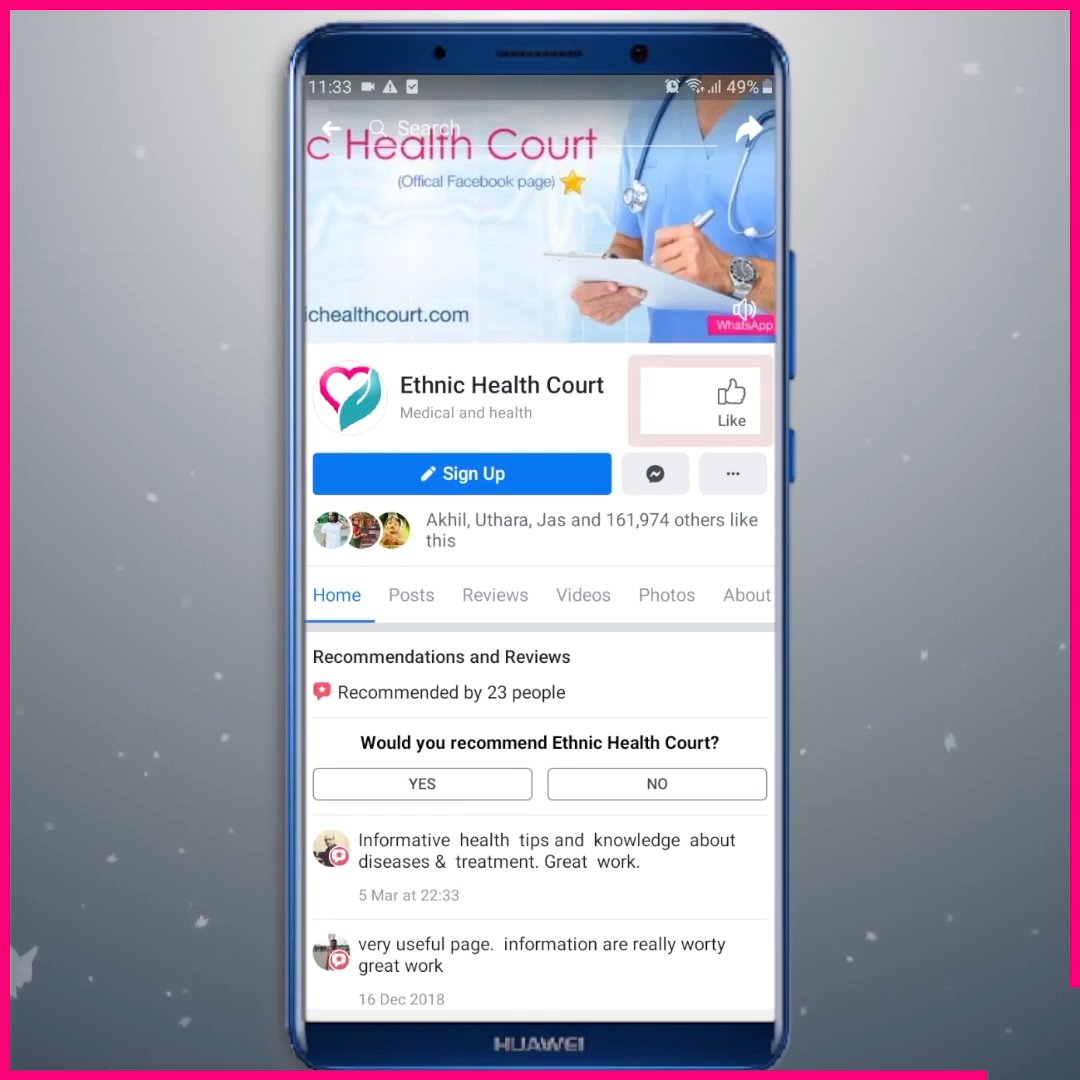 11:33
49%
Search
c Health Court
(Offical Facebook page)
ichealthcourt.com
WhatsApp
Ethnic Health Court
Medical and health
Like
Sign Up
Akhil, Uthara, Jas and 161,974 others like
this
Home Posts Reviews Videos Photos About
Recommendations and Reviews
Recommended by 23 people
Would you recommend Ethnic Health Court?
YES NO
Informative health tips and knowledge about
diseases & treatment. Great work.
5 Mar at 22:33
very useful page. information are really worty
great work
16 Dec 2018
HUAWEI